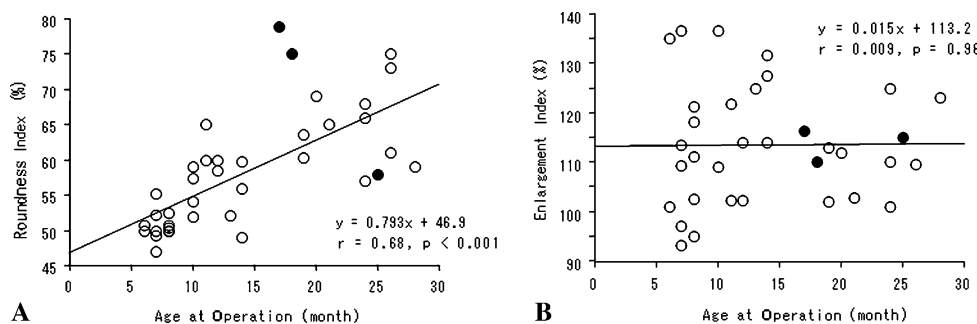 80
75
70
65
60
55
50
45
Roundness Index (%)
y = 0.793x + 46.9
r = 0.68, p < 0.001
0 5 10 15 20 25 30
A
Age at Operation (month)
140
130
120
110
100
90
Enlargement Index (%)
y = 0.015x + 113.2
r = 0.009, p = 0.96
0 5 10 15 20 25 30
B
Age at Operation (month)